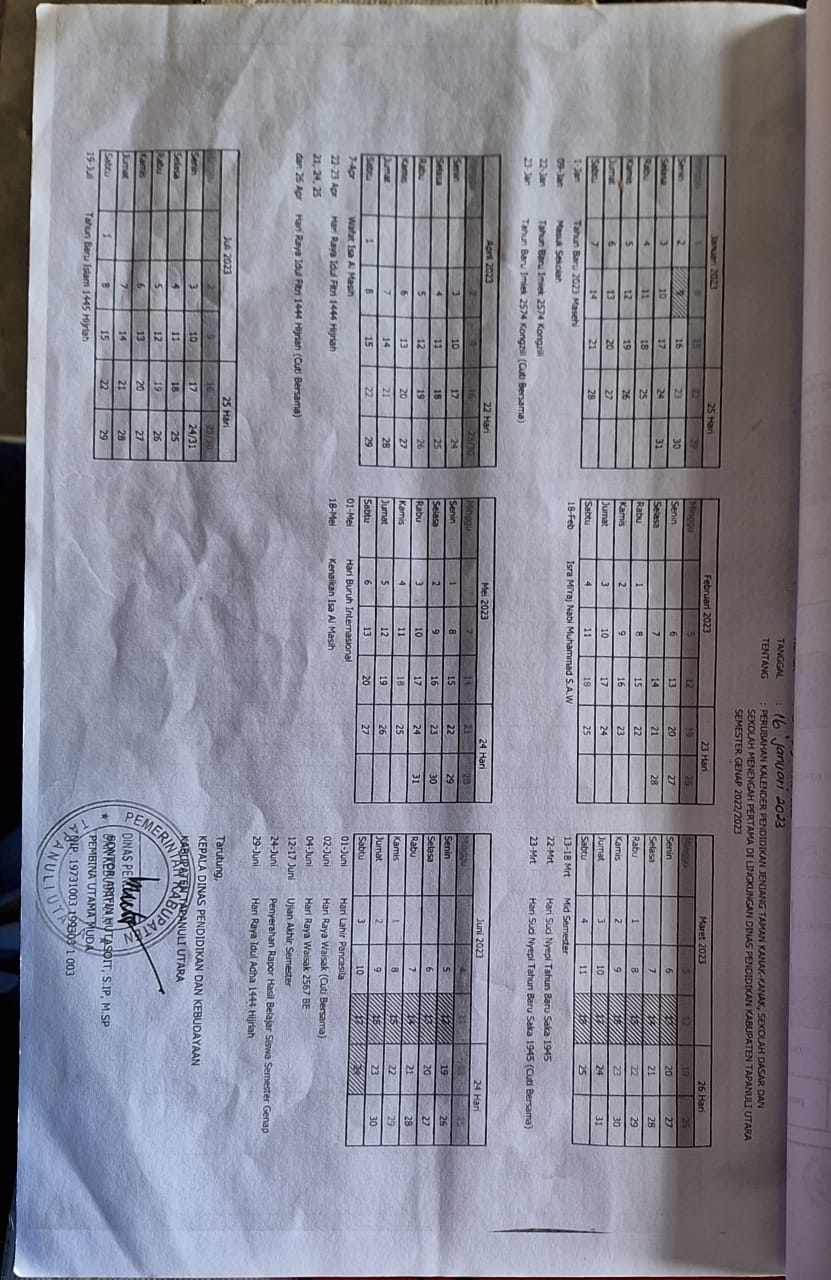 TANGGAL : 16 Januari 2023
TENTANG : PERUBAHAN KALENDER PENDIDIKAN JENJANG TAMAN KANAK-KANAK, SEKOLAH DASAR DAN
SEKOLAH MENENGAH PERTAMA DI LINGKUNGAN DINAS PENDIDIKAN KABUPATEN TAPANULI UTARA
SEMESTER GENAP 2022/2023
Januari 2023 25 Hari
Minggu 1 8 15 22 29
Senin 2 9 16 23 30
Selasa 3 10 17 24 31
Rabu 4 11 18 25
Kamis 5 12 19 26
Jumat 6 13 20 27
Sabtu 7 14 21 28
1-Jan Tahun Baru 2023 Masehi
09-Jan Masuk Sekolah
22-Jan Tahun Baru Imlek 2574 Kongzili
23-Jan Tahun Baru Imlek 2574 Kongzili (Cuti Bersama)
Februari 2023 23 Hari
Minggu 5 12 19 26
Senin 6 13 20 27
Selasa 7 14 21 28
Rabu 1 8 15 22
Kamis 2 9 16 23
Jumat 3 10 17 24
Sabtu 4 11 18 25
18-Feb Isra Mi'raj Nabi Muhammad S.A.W
Maret 2023 26 Hari
Minggu 5 12 19 26
Senin 6 13 20 27
Selasa 7 14 21 28
Rabu 1 8 15 22 29
Kamis 2 9 16 23 30
Jumat 3 10 17 24 31
Sabtu 4 11 18 25
13-18 Mrt Mid Semester
22-Mrt Hari Suci Nyepi Tahun Baru Saka 1945
23-Mrt Hari Suci Nyepi Tahun Baru Saka 1945 (Cuti Bersama)
April 2023 22 Hari
Minggu 2 9 16 23/30
Senin 3 10 17 24
Selasa 4 11 18 25
Rabu 5 12 19 26
Kamis 6 13 20 27
Jumat 7 14 21 28
Sabtu 1 8 15 22 29
7-Apr Wafat Isa Al Masih
22-23 Apr Hari Raya Idul Fitri 1444 Hijriah
21, 24, 25
dan 26 Apr Hari Raya Idul Fitri 1444 Hijriah (Cuti Bersama)
Mei 2023 24 Hari
Minggu 7 14 21 28
Senin 1 8 15 22 29
Selasa 2 9 16 23 30
Rabu 3 10 17 24 31
Kamis 4 11 18 25
Jumat 5 12 19 26
Sabtu 6 13 20 27
01-Mei Hari Buruh Internasional
18-Mei Kenaikan Isa Al Masih
Juni 2023 24 Hari
Minggu 4 11 18 25
Senin 5 12 19 26
Selasa 6 13 20 27
Rabu 7 14 21 28
Kamis 1 8 15 22 29
Jumat 2 9 16 23 30
Sabtu 3 10 17 24
01-Juni Hari Lahir Pancasila
02-Juni Hari Raya Waisak (Cuti Bersama)
04-Juni Hari Raya Waisak 2567 BE
12-17 Juni Ujian Akhir Semester
24-Juni Penyerahan Rapor Hasil Belajar Siswa Semester Genap
29-Juni Hari Raya Idul Adha 1444 Hijriah
Juli 2023 25 Hari
Minggu 2 9 16 23/30
Senin 3 10 17 24/31
Selasa 4 11 18 25
Rabu 5 12 19 26
Kamis 6 13 20 27
Jumat 7 14 21 28
Sabtu 1 8 15 22 29
19-Juli Tahun Baru Islam 1445 Hijriah
Tarutung,
KEPALA DINAS PENDIDIKAN DAN KEBUDAYAAN
KABUPATEN TAPANULI UTARA
PEMERINTAH KABUPATEN
DINAS PE
DAN KEBUDAYAAN
TAPANULI UTARA
BONTOR ARIFIN HUTASOIT, S.IP, M.SP
PEMBINA UTAMA MUDA
NIP. 19731003 199303 1 003